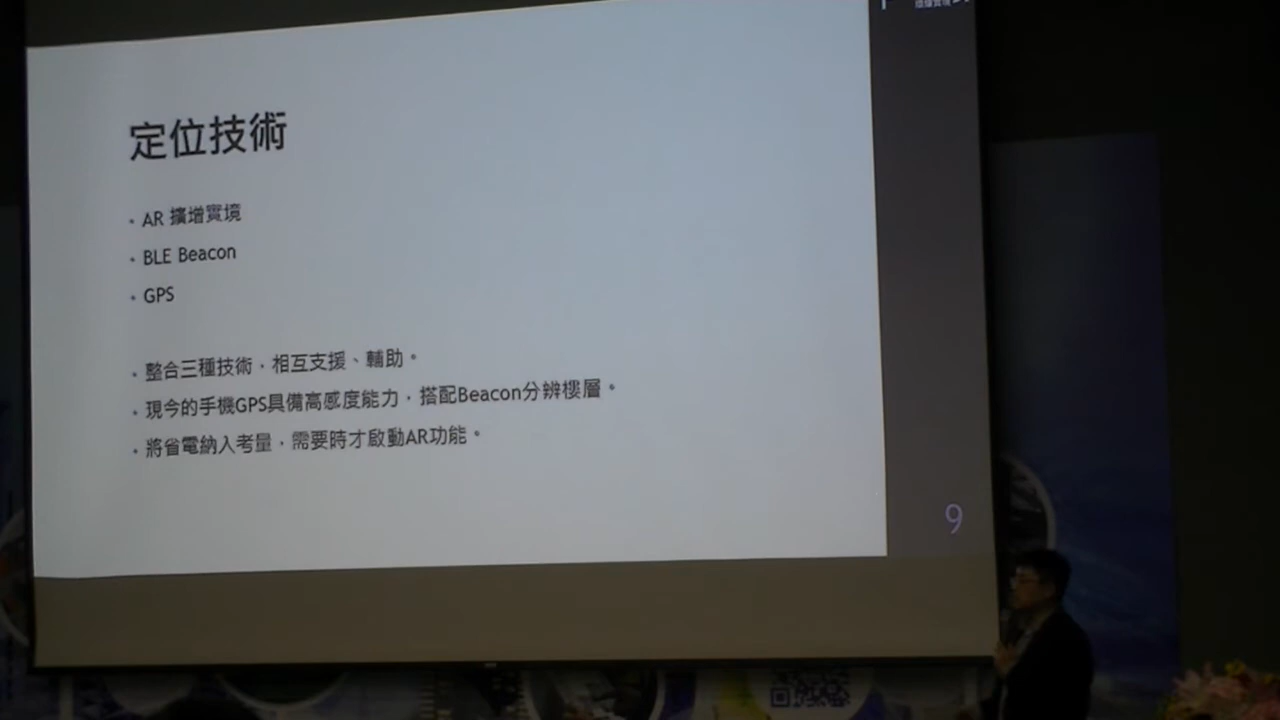 定位技術
• AR 擴增實境
• BLE Beacon
• GPS
• 整合三種技術，相互支援、輔助。
• 現今的手機GPS具備高感度能力，搭配Beacon分辨樓層。
• 將省電納入考量，需要時才啟動AR功能。
9